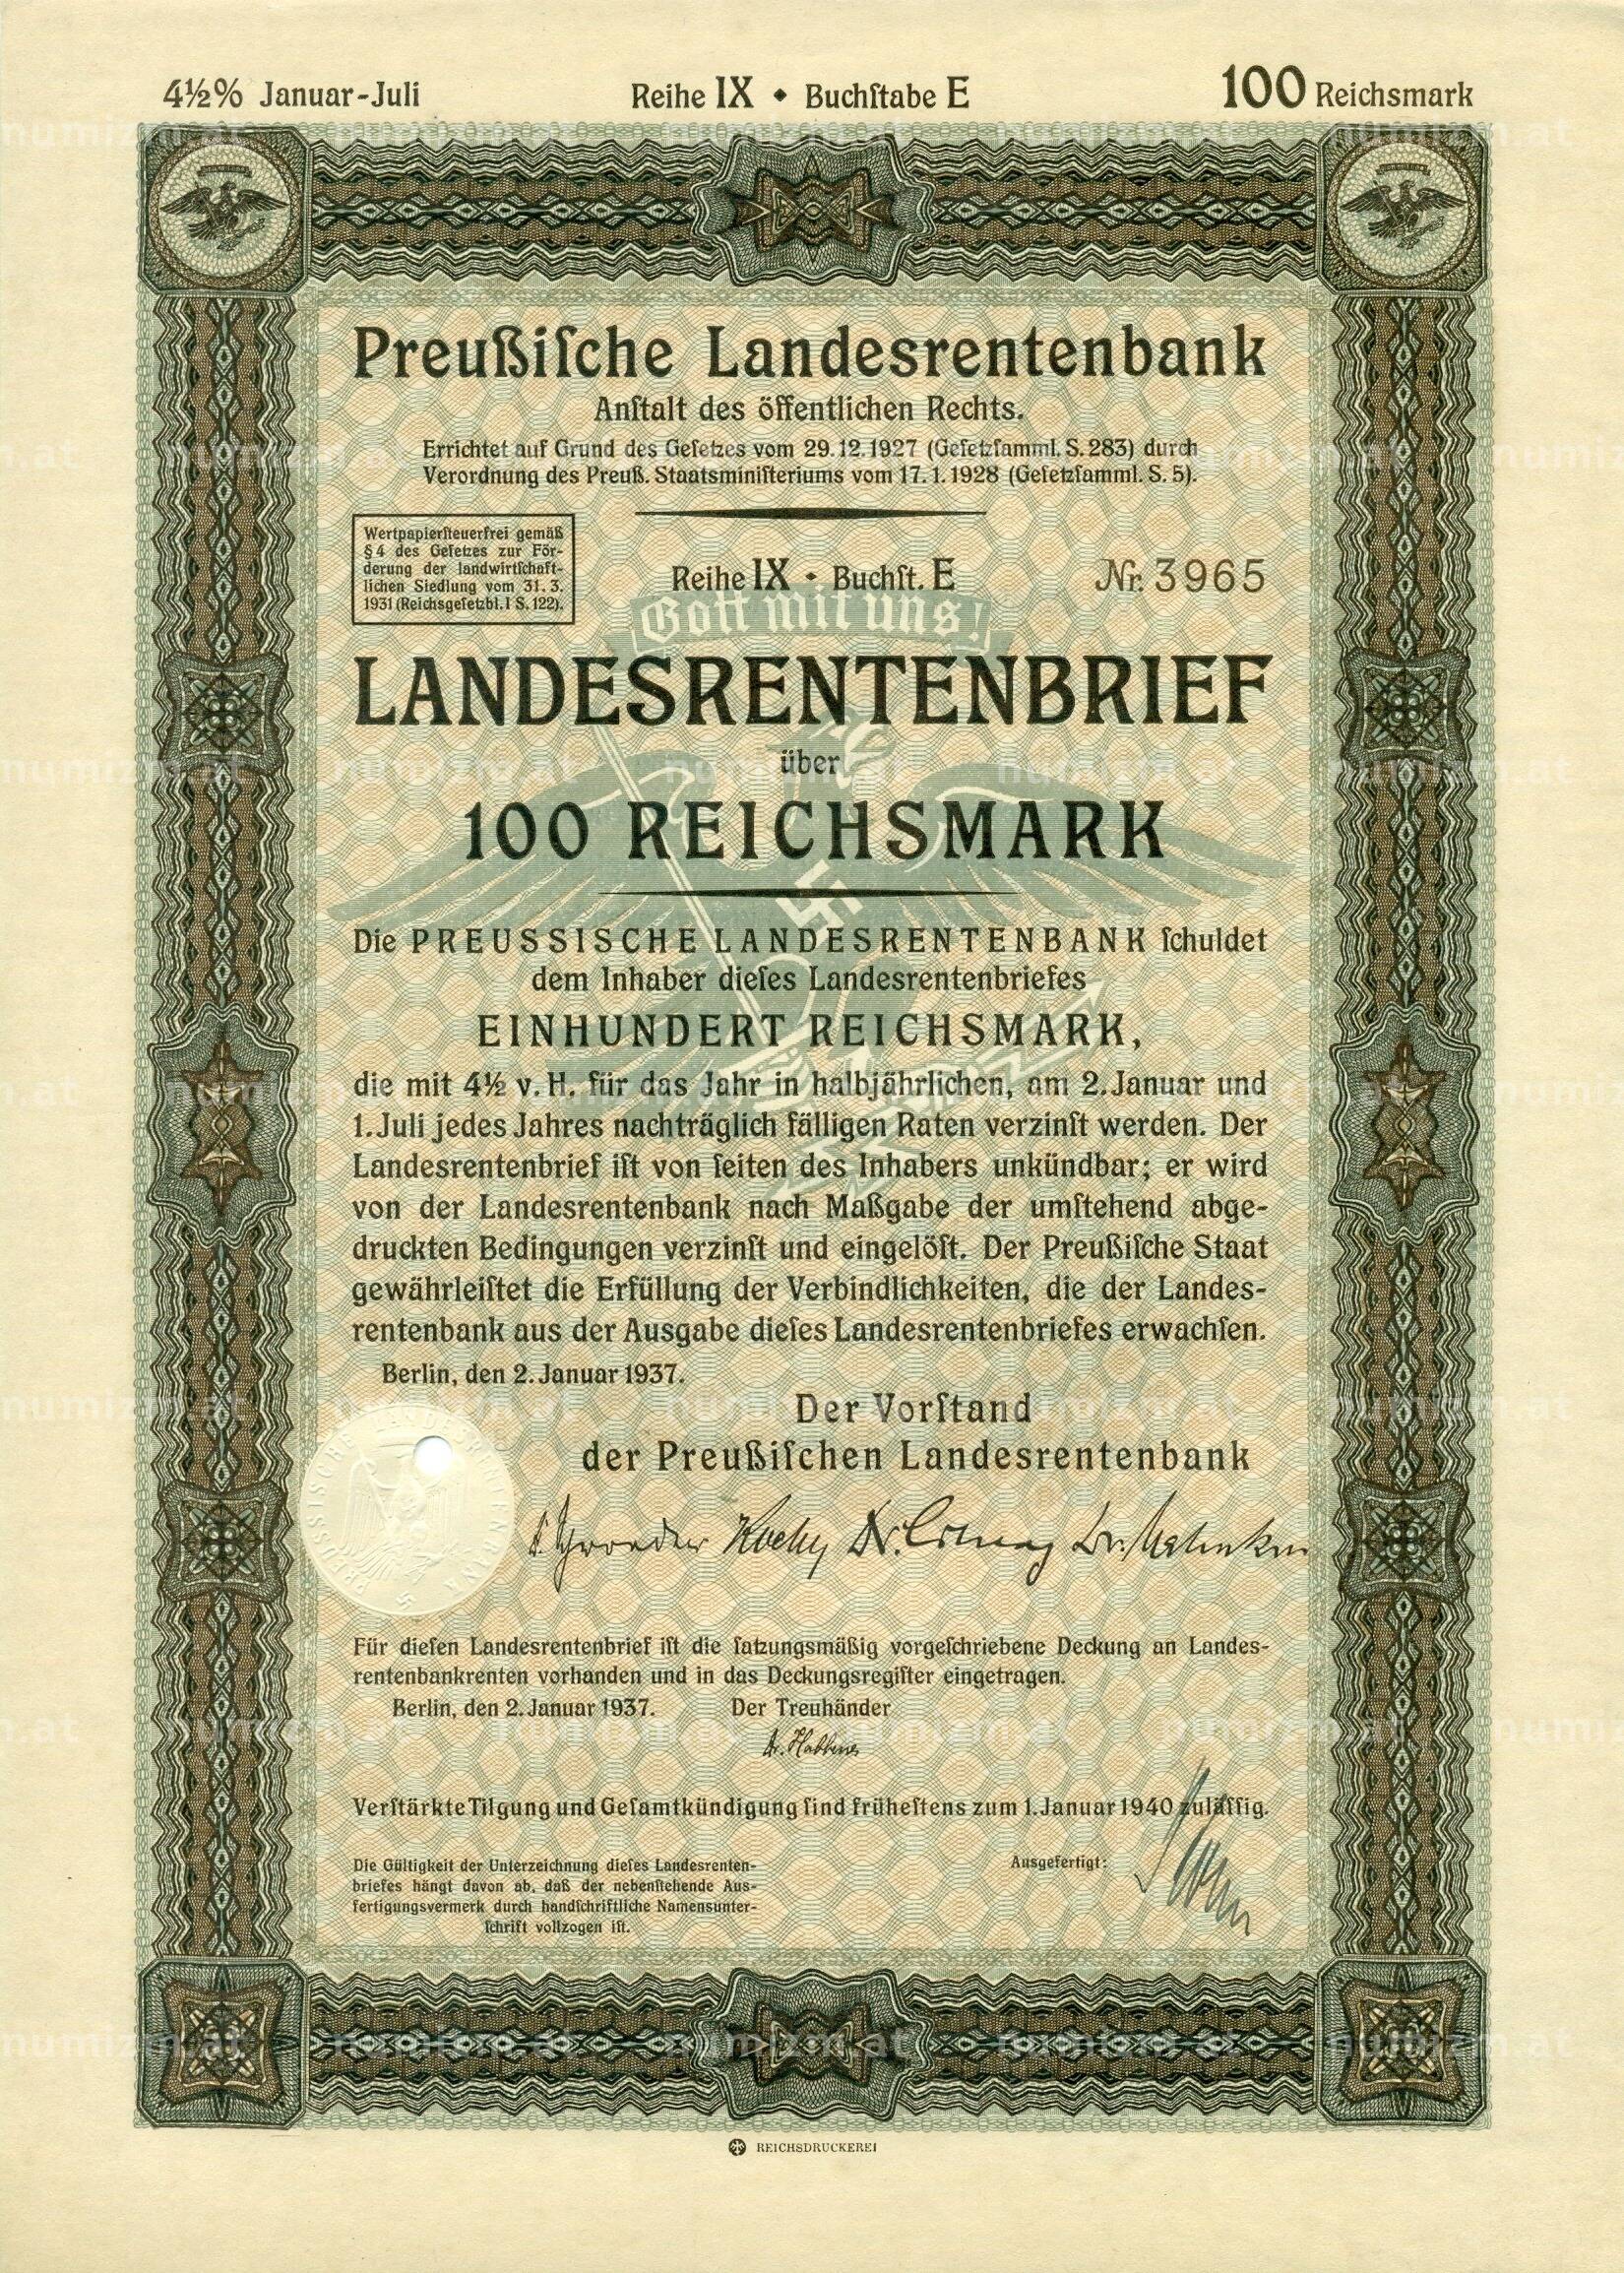 4½% Januar-Juli
Reihe IX ◆ Buchſtabe E
100 Reichsmark
Preußiſche Landesrentenbank
Anſtalt des öffentlichen Rechts.
Errichtet auf Grund des Geſetzes vom 29.12.1927 (Geſetzſamml. S. 283) durch
Verordnung des Preuß. Staatsminiſteriums vom 17.1.1928 (Geſetzſamml. S. 5).
Wertpapierſteuerfrei gemäß
§ 4 des Geſetzes zur För-
derung der landwirtſchaft-
lichen Siedlung vom 31. 3.
1931 (Reichsgeſetzbl. I S. 122).
Reihe IX • Buchſt. E
Nr. 3965
Gott mit uns!
LANDESRENTENBRIEF
über
100 REICHSMARK
Die PREUSSISCHE LANDESRENTENBANK ſchuldet
dem Inhaber dieſes Landesrentenbriefes
EINHUNDERT REICHSMARK,
die mit 4½ v. H. für das Jahr in halbjährlichen, am 2. Januar und
1. Juli jedes Jahres nachträglich fälligen Raten verzinſt werden. Der
Landesrentenbrief iſt von ſeiten des Inhabers unkündbar; er wird
von der Landesrentenbank nach Maßgabe der umſtehend abge-
druckten Bedingungen verzinſt und eingelöſt. Der Preußiſche Staat
gewährleiſtet die Erfüllung der Verbindlichkeiten, die der Landes-
rentenbank aus der Ausgabe dieſes Landesrentenbriefes erwachſen.
Berlin, den 2. Januar 1937.
Der Vorſtand
der Preußiſchen Landesrentenbank
PREUSSISCHE LANDESRENTENBANK
Für dieſen Landesrentenbrief iſt die ſatzungsmäßig vorgeſchriebene Deckung an Landes-
rentenbankrenten vorhanden und in das Deckungsregiſter eingetragen.
Berlin, den 2. Januar 1937.
Der Treuhänder
Verſtärkte Tilgung und Geſamtkündigung ſind früheſtens zum 1. Januar 1940 zuläſſig.
Die Gültigkeit der Unterzeichnung dieſes Landesrenten-
briefes hängt davon ab, daß der nebenſtehende Aus-
fertigungsvermerk durch handſchriftliche Namensunter-
ſchrift vollzogen iſt.
Ausgefertigt:
REICHSDRUCKEREI
numizm.at